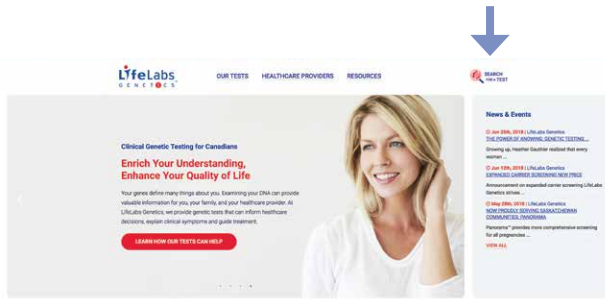 LifeLabs
GENETICS
OUR TESTS HEALTHCARE PROVIDERS RESOURCES
SEARCH
FOR A TEST
Clinical Genetic Testing for Canadians
Enrich Your Understanding,
Enhance Your Quality of Life
Your genes define many things about you. Examining your DNA can provide
valuable information for you, your family, and your healthcare provider. At
LifeLabs Genetics, we provide genetic tests that can inform healthcare
decisions, explain clinical symptoms and guide treatment.
LEARN HOW OUR TESTS CAN HELP
News & Events
Jun 25th, 2018 | LifeLabs Genetics
THE POWER OF KNOWING: GENETIC TESTING ...
Growing up, Heather Gauthier realized that every
woman ...
Jun 12th, 2018 | LifeLabs Genetics
EXPANDED CARRIER SCREENING NEW PRICE
Announcement on expanded carrier screening LifeLabs
Genetics strives ...
May 28th, 2018 | LifeLabs Genetics
NOW PROUDLY SERVING SASKATCHEWAN
COMMUNITIES: PANORAMA
Panorama™ provides more comprehensive screening
for all pregnancies ...
VIEW ALL